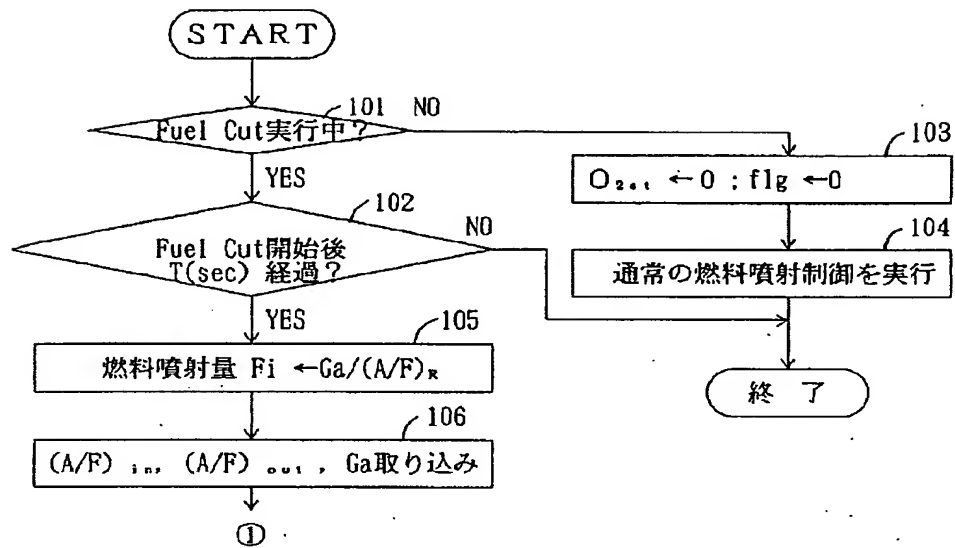 START
101
NO
Fuel Cut実行中?
YES
103
O₂ₛₜ ←0 ; flg ←0
102
NO
Fuel Cut開始後
T(sec) 経過?
104
通常の燃料噴射制御を実行
YES
105
燃料噴射量 Fi ←Ga/(A/F)R
終 了
106
(A/F) in, (A/F) out , Ga取り込み
①